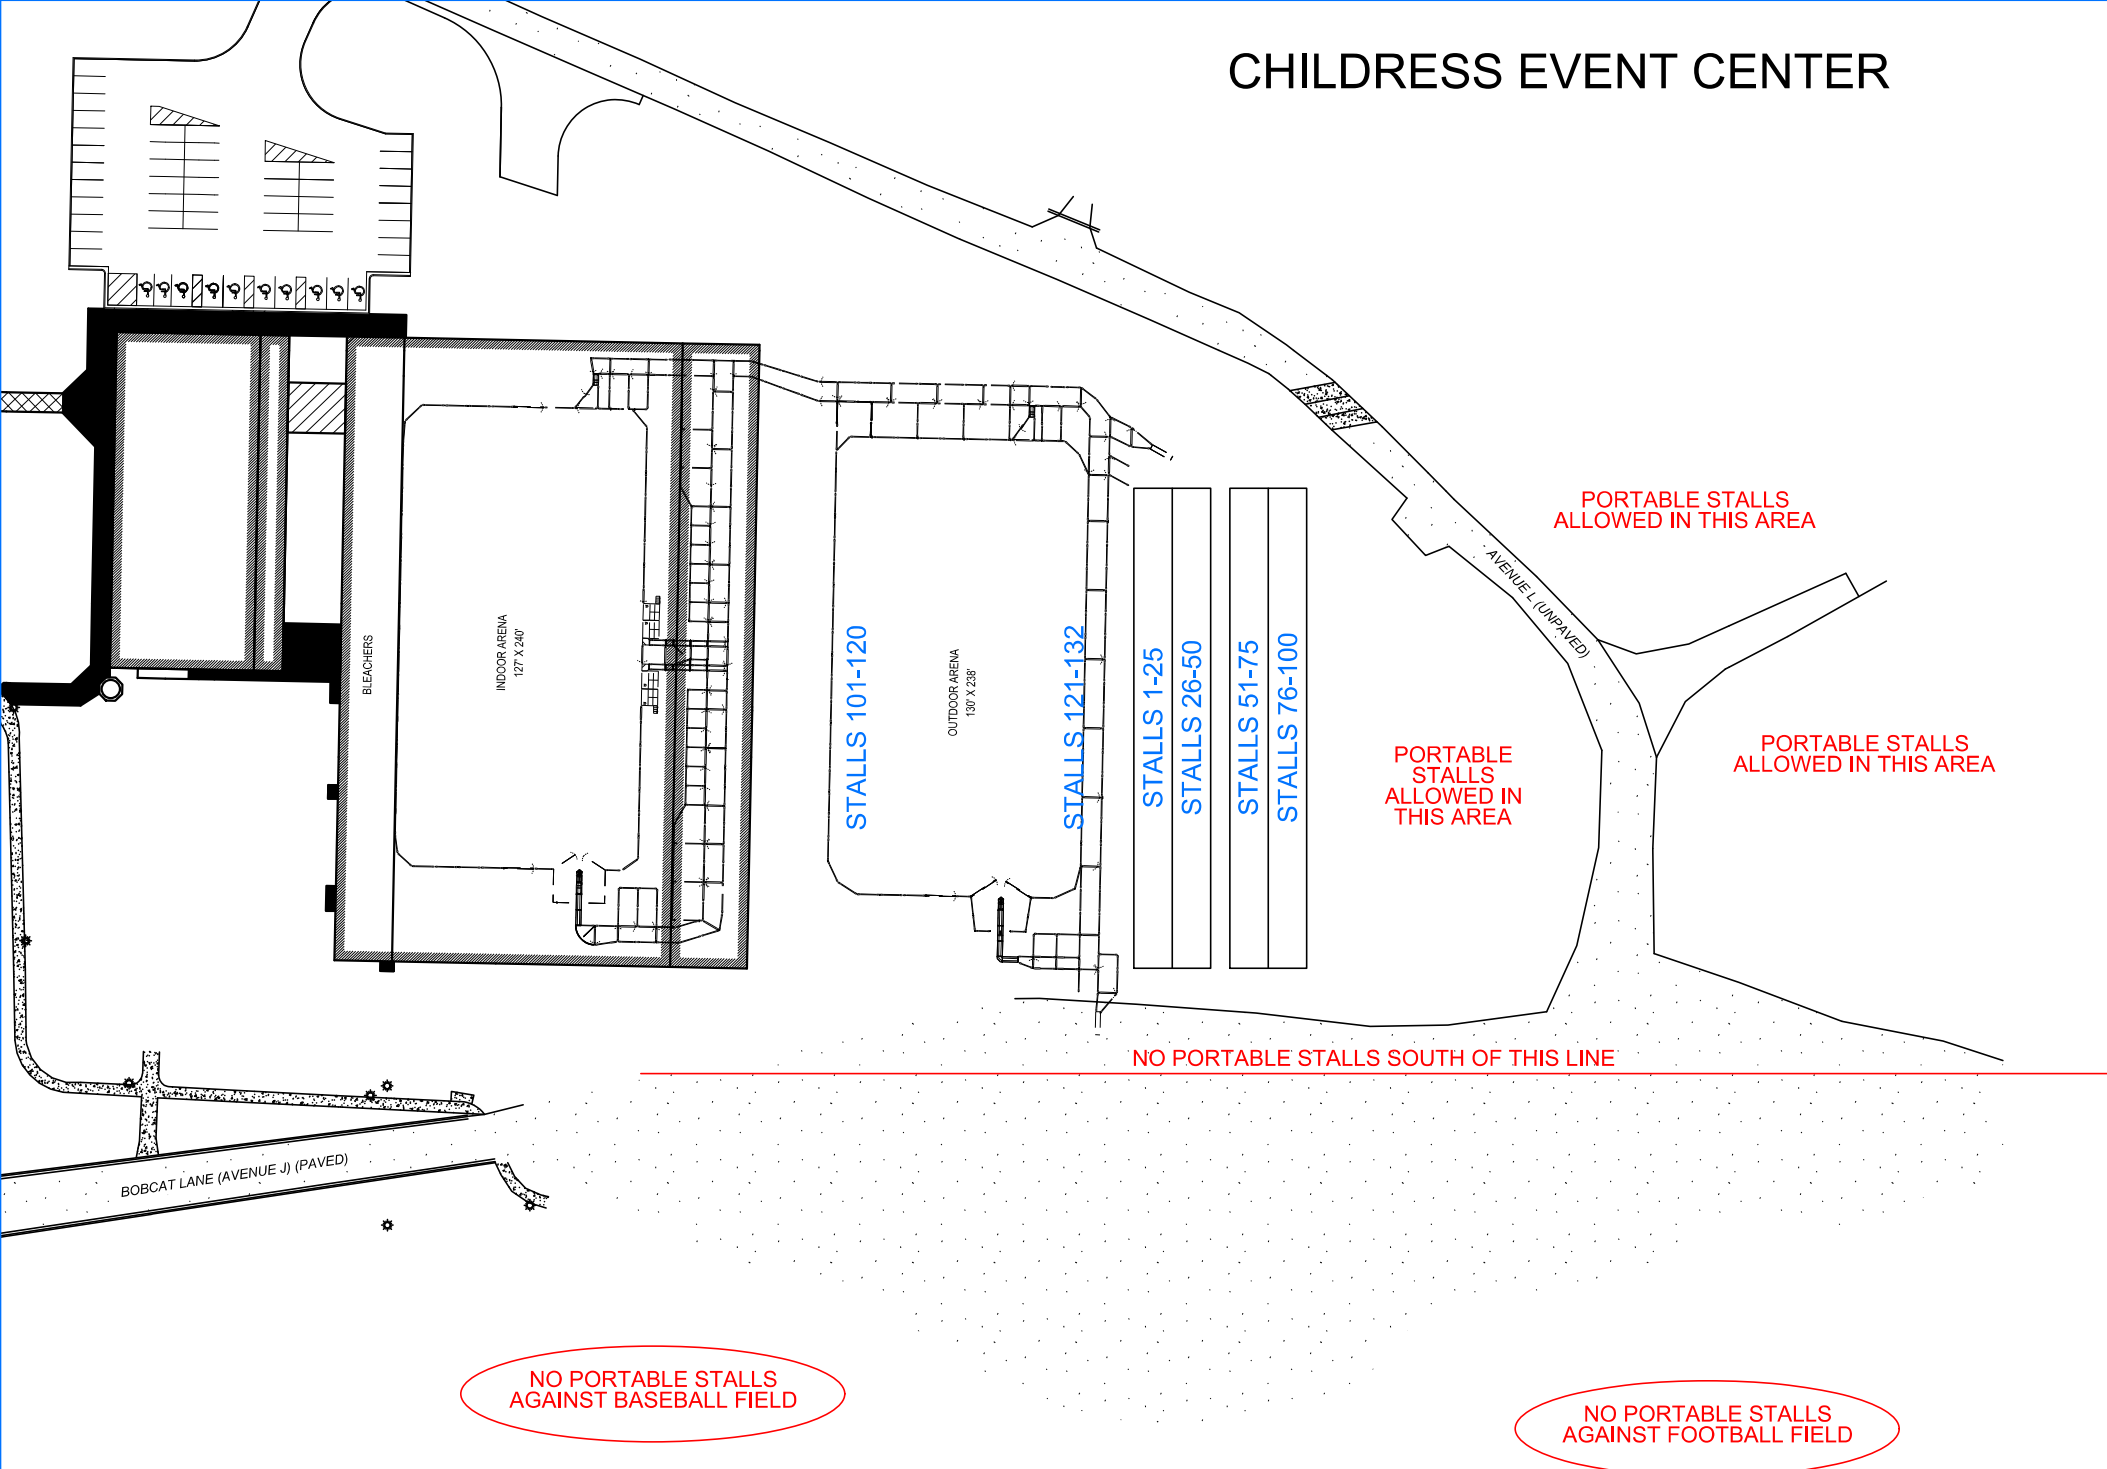 CHILDRESS EVENT CENTER
PORTABLE STALLS
ALLOWED IN THIS AREA
AVENUE L (UNPAVED)
BLEACHERS
INDOOR ARENA
127' X 240'
STALLS 101-120
OUTDOOR ARENA
130' X 238'
STALLS 121-132
STALLS 1-25
STALLS 26-50
STALLS 51-75
STALLS 76-100
PORTABLE
STALLS
ALLOWED IN
THIS AREA
PORTABLE STALLS
ALLOWED IN THIS AREA
NO PORTABLE STALLS SOUTH OF THIS LINE
BOBCAT LANE (AVENUE J) (PAVED)
NO PORTABLE STALLS
AGAINST BASEBALL FIELD
NO PORTABLE STALLS
AGAINST FOOTBALL FIELD